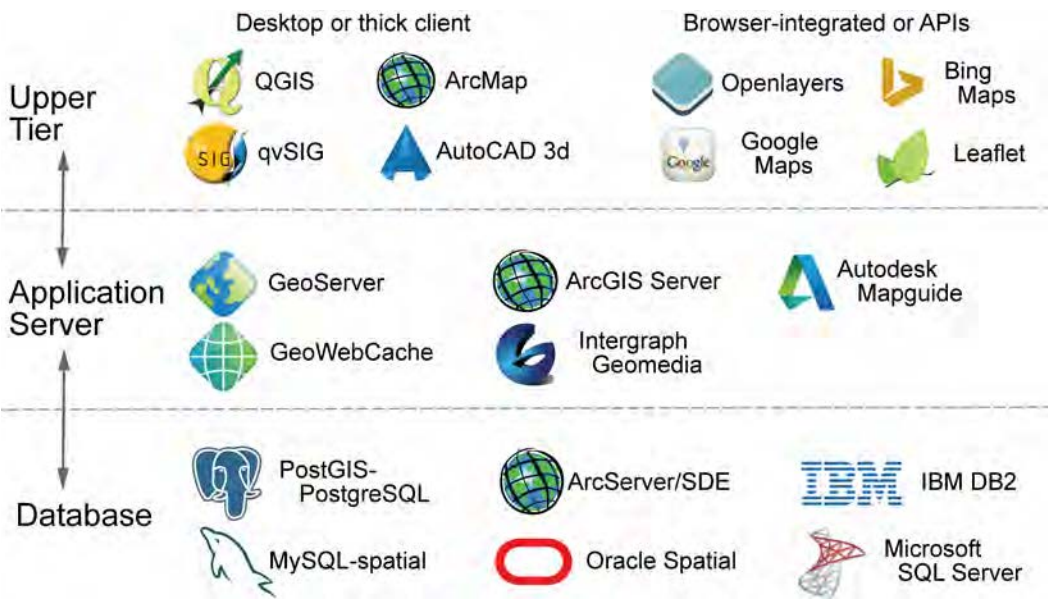 Desktop or thick client
Browser-integrated or APIs
Upper
Tier
QGIS
ArcMap
Openlayers
Bing
Maps
SIG
qvSIG
AutoCAD 3d
Google
Google
Maps
Leaflet
Application
Server
GeoServer
ArcGIS Server
Autodesk
Mapguide
GeoWebCache
Intergraph
Geomedia
Database
PostGIS-
PostgreSQL
ArcServer/SDE
IBM
IBM DB2
MySQL-spatial
Oracle Spatial
Microsoft
SQL Server